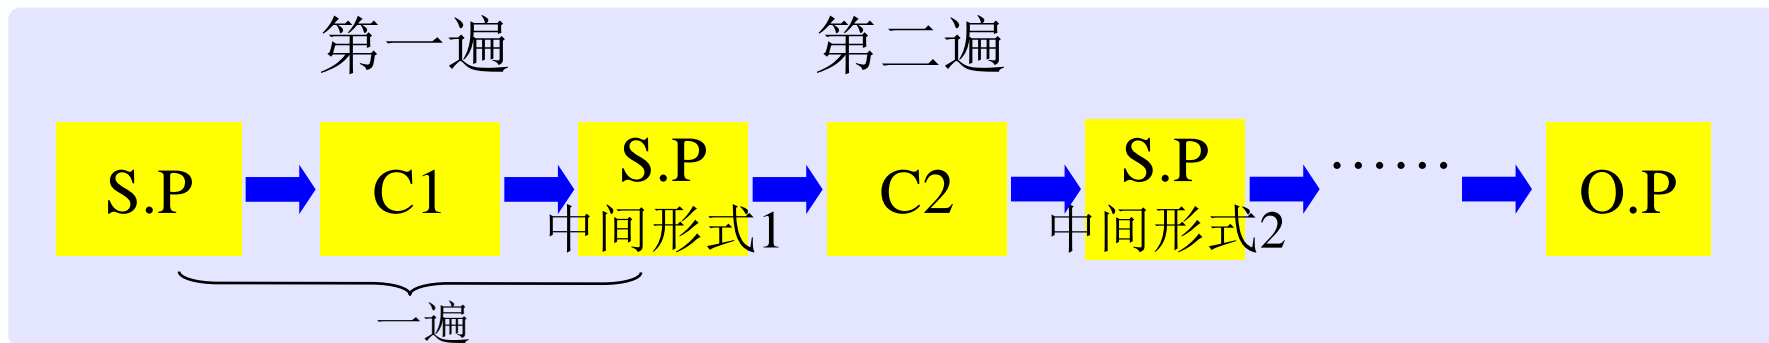 第一遍 第二遍
S.P C1 S.P C2 S.P …… O.P
中间形式1 中间形式2
一遍